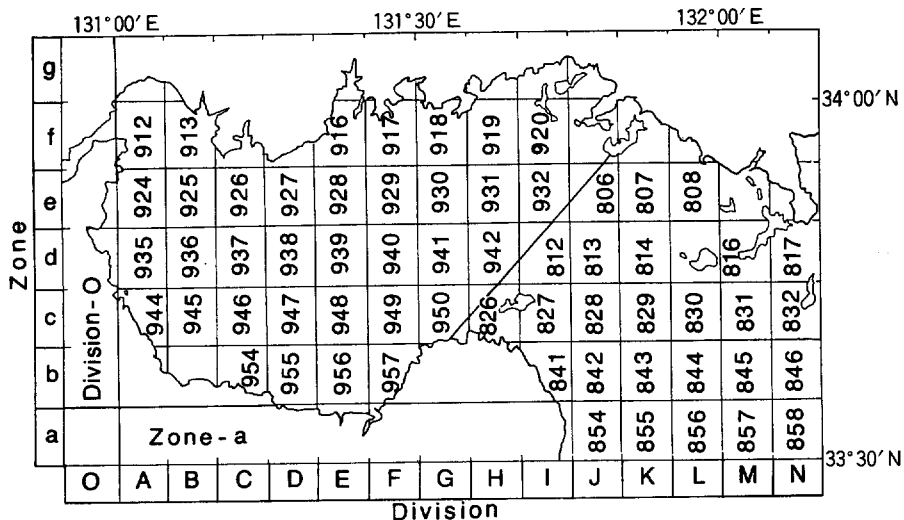 131°00′ E 131°30′ E 132°00′ E
g
34°00′ N
f 912 913 916 917 918 919 920
e 924 925 926 927 928 929 930 931 932 806 807 808
Zone
d 935 936 937 938 939 940 941 942 812 813 814 816 817
Division-O
c 944 945 946 947 948 949 950 826 827 828 829 830 831 832
b 954 955 956 957 841 842 843 844 845 846
a Zone-a 854 855 856 857 858
33°30′ N
O A B C D E F G H I J K L M N
Division